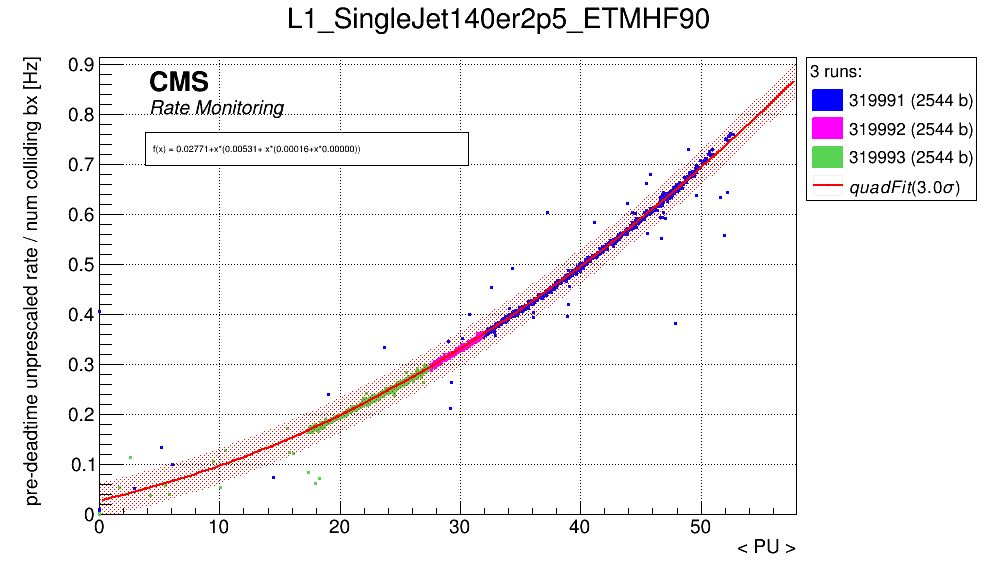 L1_SingleJet140er2p5_ETMHF90
pre-deadtime unprescaled rate / num colliding bx [Hz]
0.9
0.8
0.7
0.6
0.5
0.4
0.3
0.2
0.1
0
CMS
Rate Monitoring
f(x) = 0.02771+x*(0.00531+ x*(0.00016+x*0.00000))
0 10 20 30 40 50
< PU >
3 runs:
319991 (2544 b)
319992 (2544 b)
319993 (2544 b)
quadFit(3.0σ)